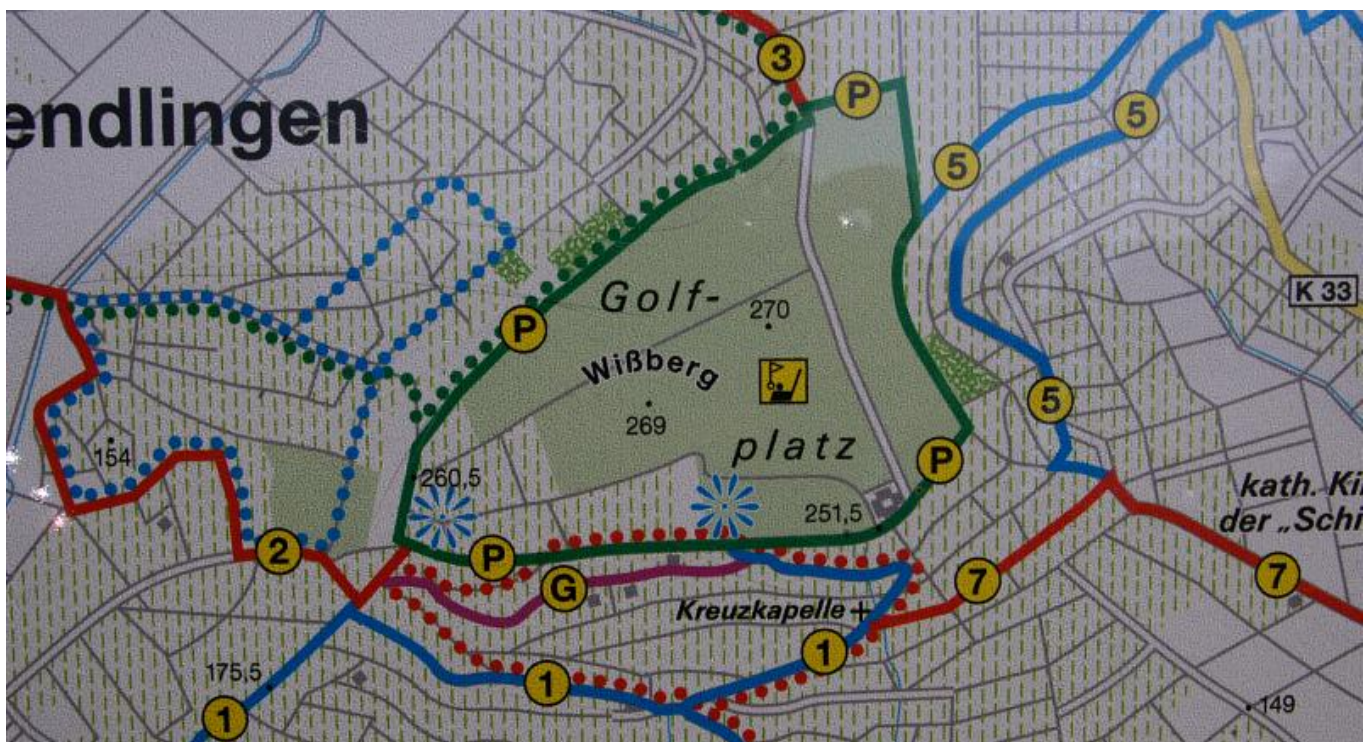 3
P
endlingen
5
5
Golf-
270
K 33
P
Wißberg
269
5
platz
154
260,5
P
251,5
kath. Ki
der „Schi
2
P
G
7
7
Kreuzkapelle
1
175,5
1
1
149